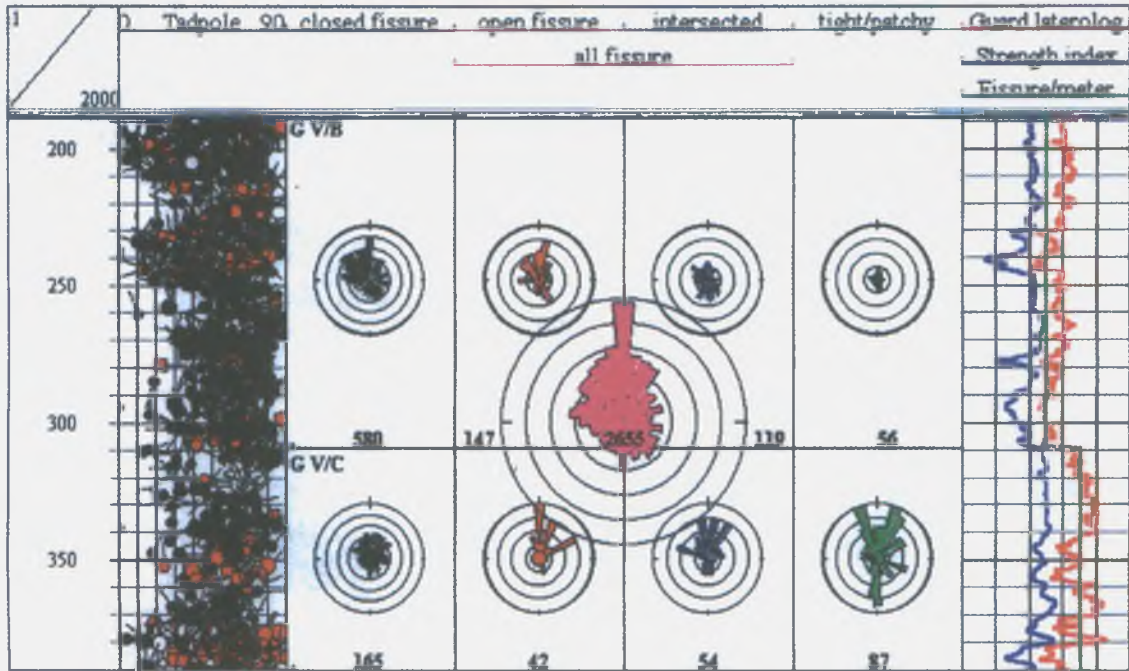 1
2000
0 Tadpole 90 closed fissure open fissure intersected tight/patchy Guard laterolog
all fissure Strength index
Fissure/meter
G V/B
200
250
300
580 147 2655 119 56
G V/C
350
165 42 54 87